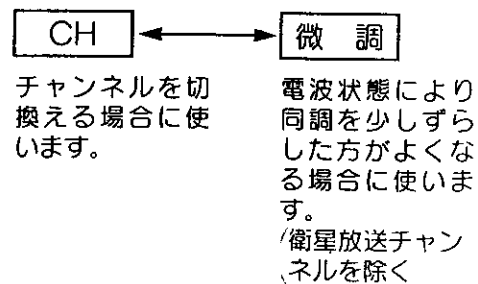 CH
微 調
チャンネルを切
換える場合に使
います。
電波状態により
同調を少しずら
した方がよくな
る場合に使いま
す。
(衛星放送チャン
ネルを除く